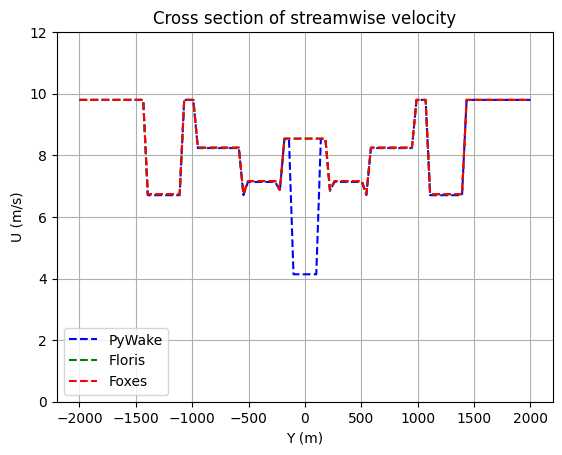 Cross section of streamwise velocity
12
10
8
6
4
2
0
U (m/s)
PyWake
Floris
Foxes
−2000 −1500 −1000 −500 0 500 1000 1500 2000
Y (m)